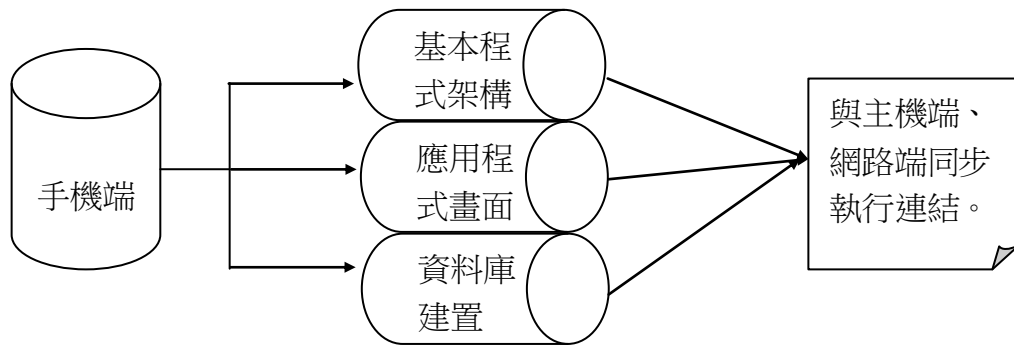 手機端
基本程
式架構
應用程
式畫面
資料庫
建置
與主機端、
網路端同步
執行連結。